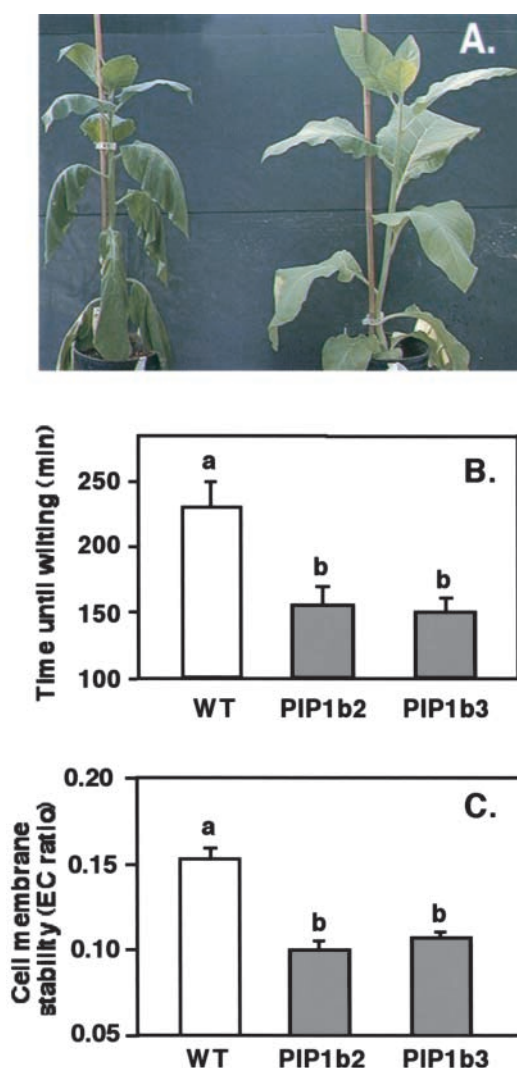 A.
B.
Time until wilting (min)
250
200
150
100
a
b
b
WT PIP1b2 PIP1b3
C.
Cell membrane
stability (EC ratio)
0.20
0.15
0.10
0.05
a
b
b
WT PIP1b2 PIP1b3